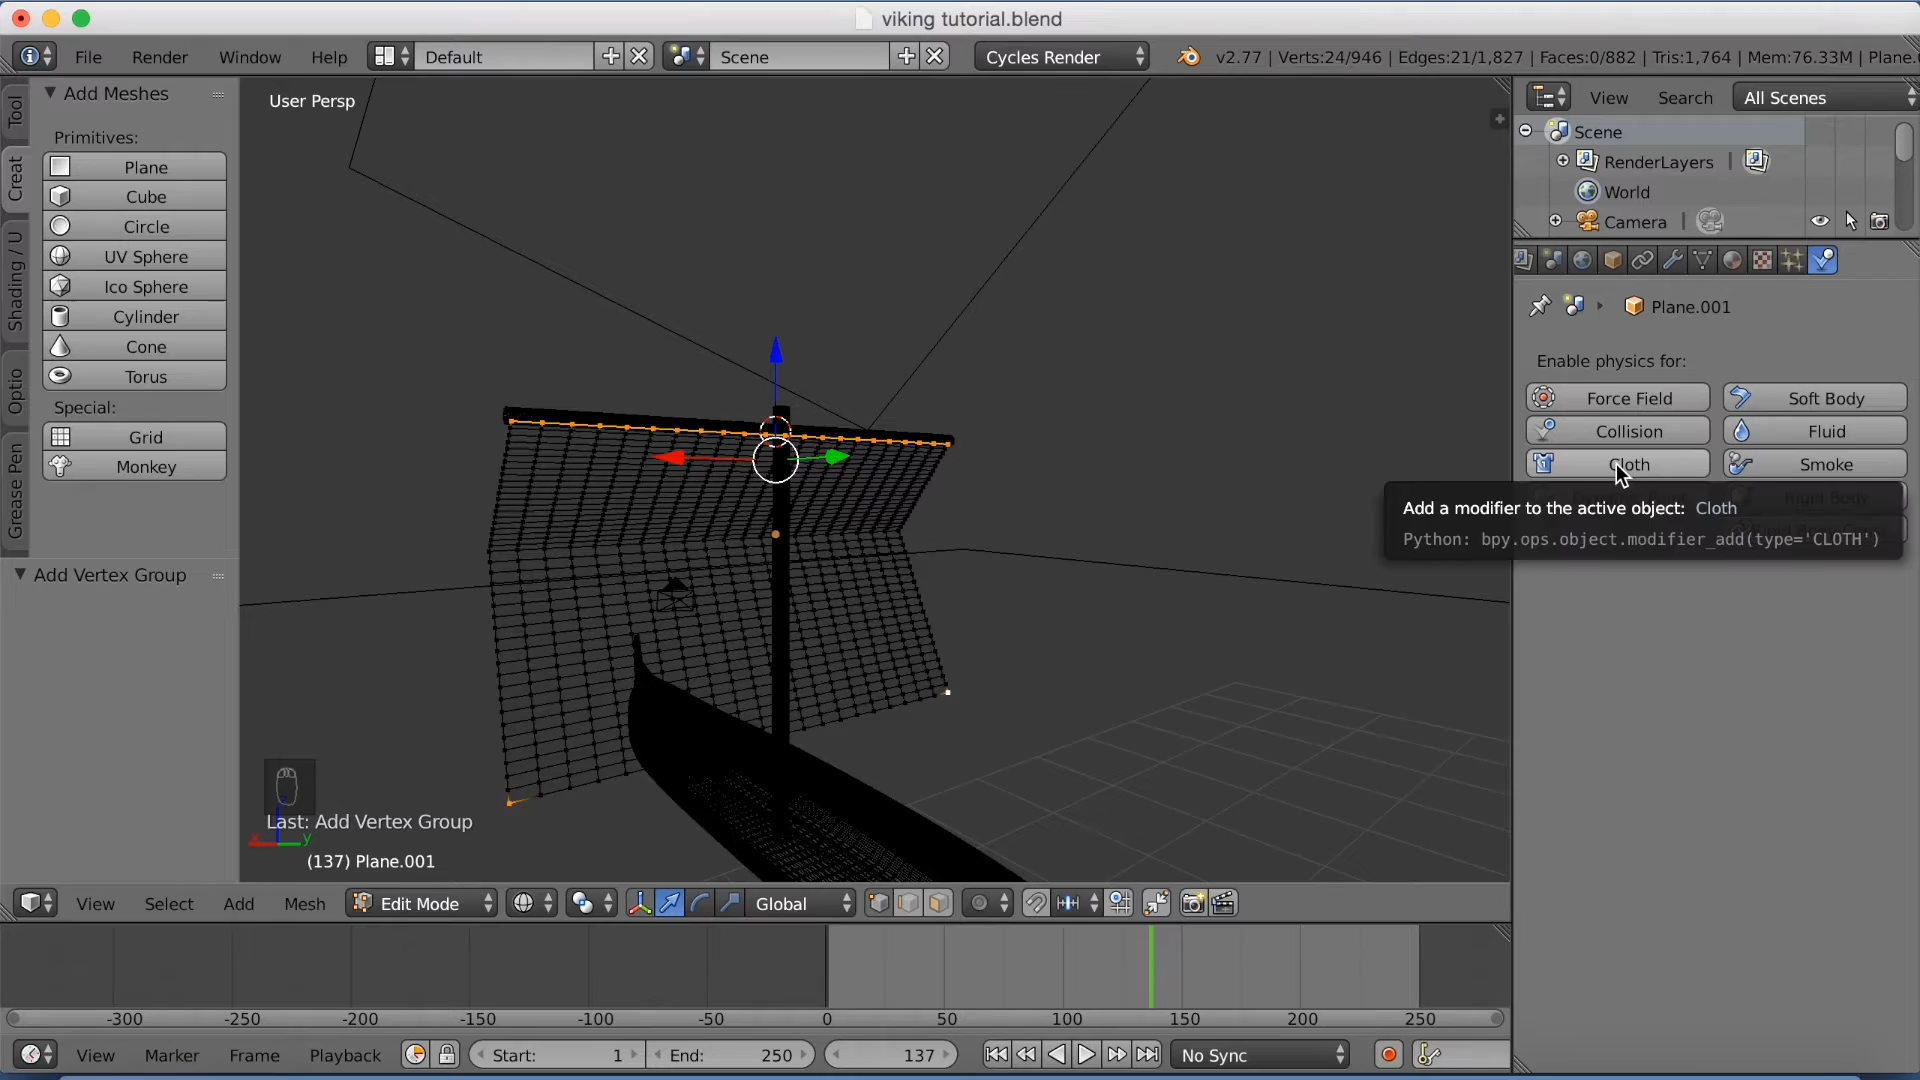 viking tutorial.blend
File Render Window Help Default Scene Cycles Render v2.77 | Verts:24/946 | Edges:21/1,827 | Faces:0/882 | Tris:1,764 | Mem:76.33M | Plane.
Add Meshes
Primitives:
Plane
Cube
Circle
UV Sphere
Ico Sphere
Cylinder
Cone
Torus
Special:
Grid
Monkey
Tool
Creat
Shading / U
Optio
Grease Pen
Add Vertex Group
User Persp
Last: Add Vertex Group
x y
(137) Plane.001
View Search All Scenes
Scene
RenderLayers |
World
Camera |
Plane.001
Enable physics for:
Force Field Soft Body
Collision Fluid
Cloth Smoke
Rigid Body
Add a modifier to the active object: Cloth
Python: bpy.ops.object.modifier_add(type='CLOTH')
View Select Add Mesh Edit Mode Global
-300 -250 -200 -150 -100 -50 0 50 100 150 200 250
View Marker Frame Playback Start: 1 End: 250 137 No Sync